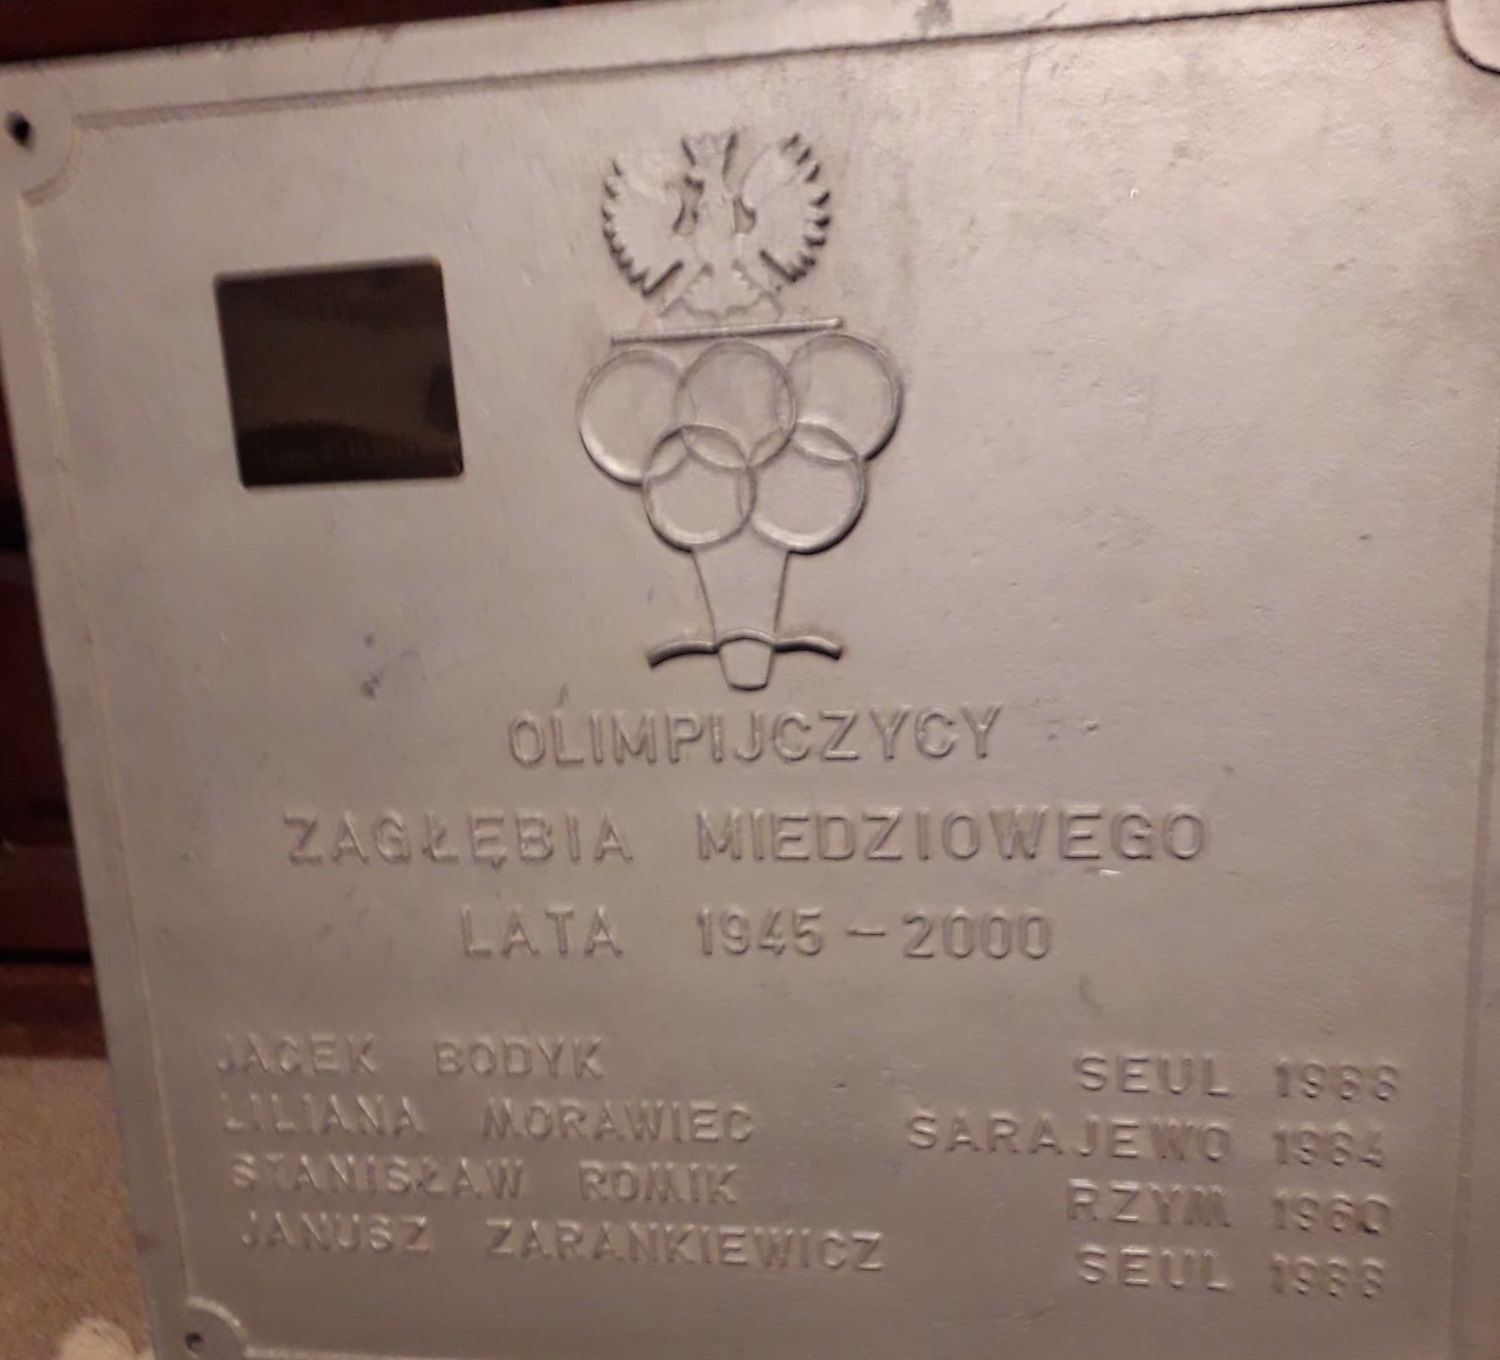 OLIMPIJCZYCY
ZAGŁĘBIA MIEDZIOWEGO
LATA 1945 - 2000
JACEK BODYK SEUL 1988
LILIANA MORAWIEC SARAJEWO 1984
STANISŁAW ROMIK RZYM 1960
JANUSZ ZARANKIEWICZ SEUL 1988